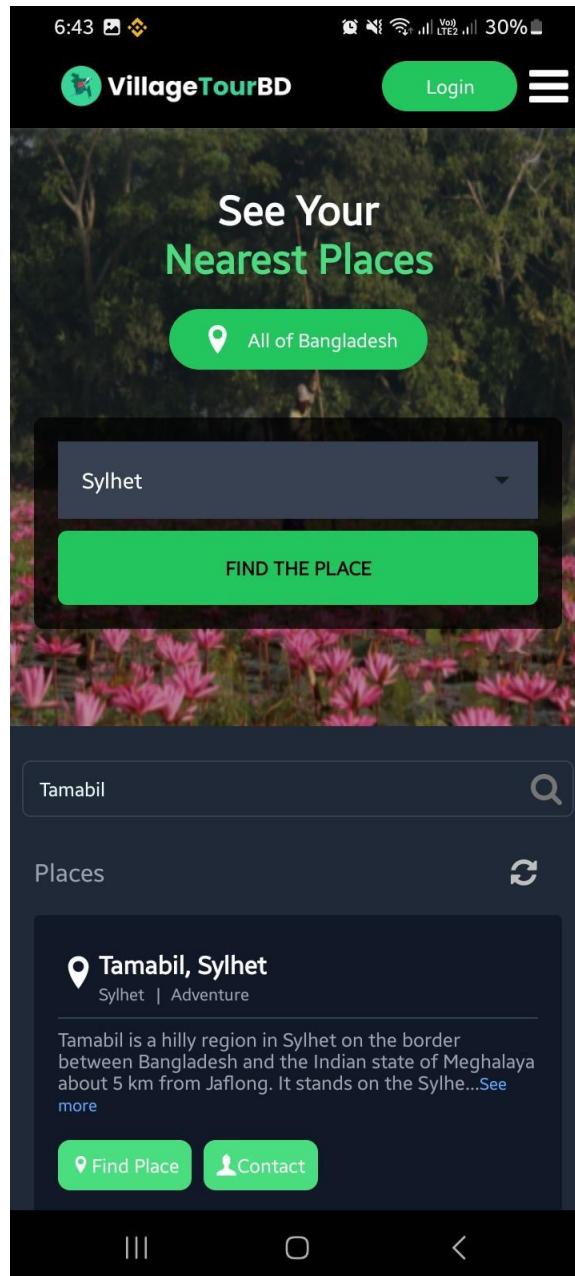 6:43 Vo)) LTE2 30%
VillageTourBD Login
See Your
Nearest Places
All of Bangladesh
Sylhet
FIND THE PLACE
Tamabil
Places
Tamabil, Sylhet
Sylhet | Adventure
Tamabil is a hilly region in Sylhet on the border
between Bangladesh and the Indian state of Meghalaya
about 5 km from Jaflong. It stands on the Sylhe...See
more
Find Place Contact